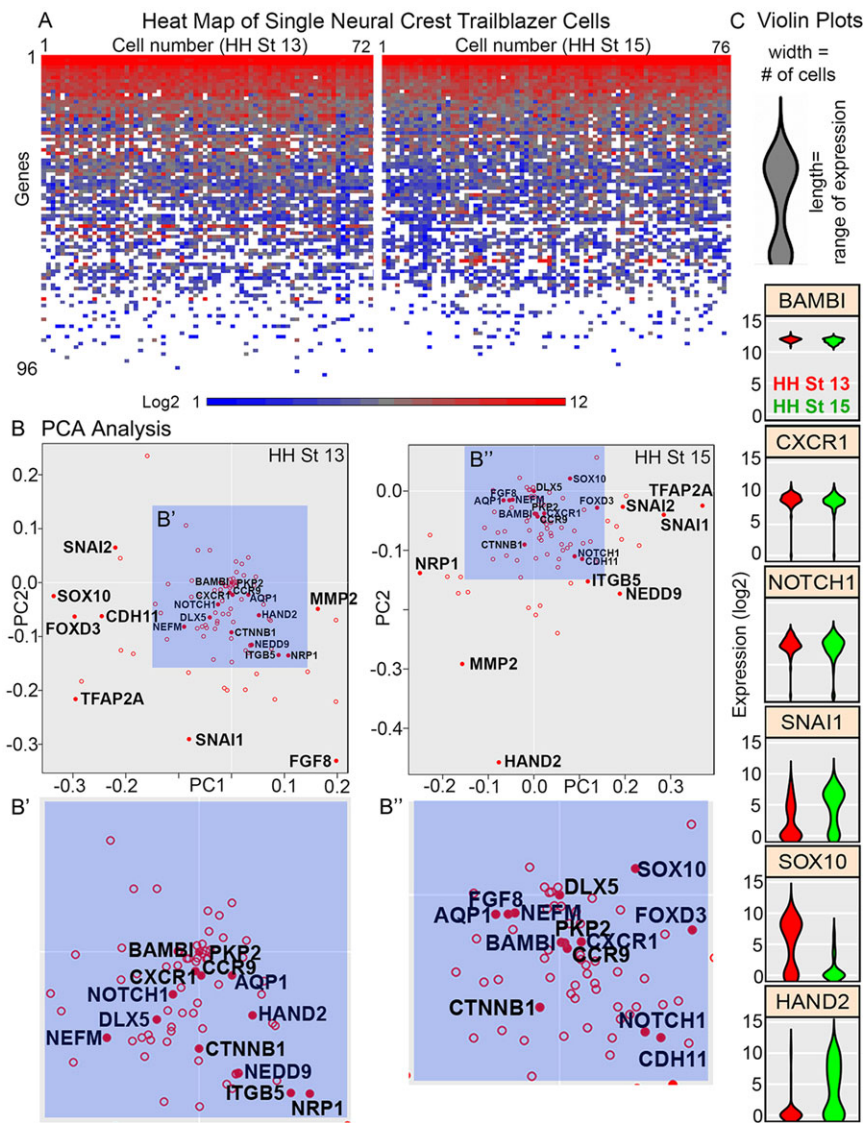 A Heat Map of Single Neural Crest Trailblazer Cells
1 Cell number (HH St 13) 72
1 Cell number (HH St 15) 76
1
Genes
96
Log2 1 12
C Violin Plots
width =
# of cells
length=
range of expression
B PCA Analysis
HH St 13
B'
0.2
0.1
0.0
-0.1
-0.2
-0.3
PC2
SNAI2
SOX10
FOXD3
CDH11
TFAP2A
SNAI1
FGF8
MMP2
BAMBI
PKP2
CCR9
CXCR1
AQP1
NOTCH1
HAND2
DLX5
NEFM
CTNNB1
NEDD9
ITGB5
NRP1
-0.3 -0.2 PC1 0.1 0.2
HH St 15
B''
0.0
-0.1
-0.2
-0.3
-0.4
PC2
SOX10
DLX5
FGF8
AQP1
NEFM
FOXD3
TFAP2A
SNAI2
SNAI1
PKP2
BAMBI
CXCR1
CCR9
CTNNB1
NOTCH1
CDH11
NRP1
ITGB5
NEDD9
MMP2
HAND2
-0.2 -0.1 0.0 PC1 0.2 0.3
B'
BAMBI
PKP2
CCR9
CXCR1
AQP1
NOTCH1
HAND2
DLX5
NEFM
CTNNB1
NEDD9
ITGB5
NRP1
B''
SOX10
DLX5
FGF8
AQP1
NEFM
FOXD3
PKP2
BAMBI
CXCR1
CCR9
CTNNB1
NOTCH1
CDH11
Expression (log2)
BAMBI
15
10
5
0
HH St 13
HH St 15
CXCR1
15
10
5
0
NOTCH1
15
10
5
0
SNAI1
15
10
5
0
SOX10
15
10
5
0
HAND2
15
10
5
0